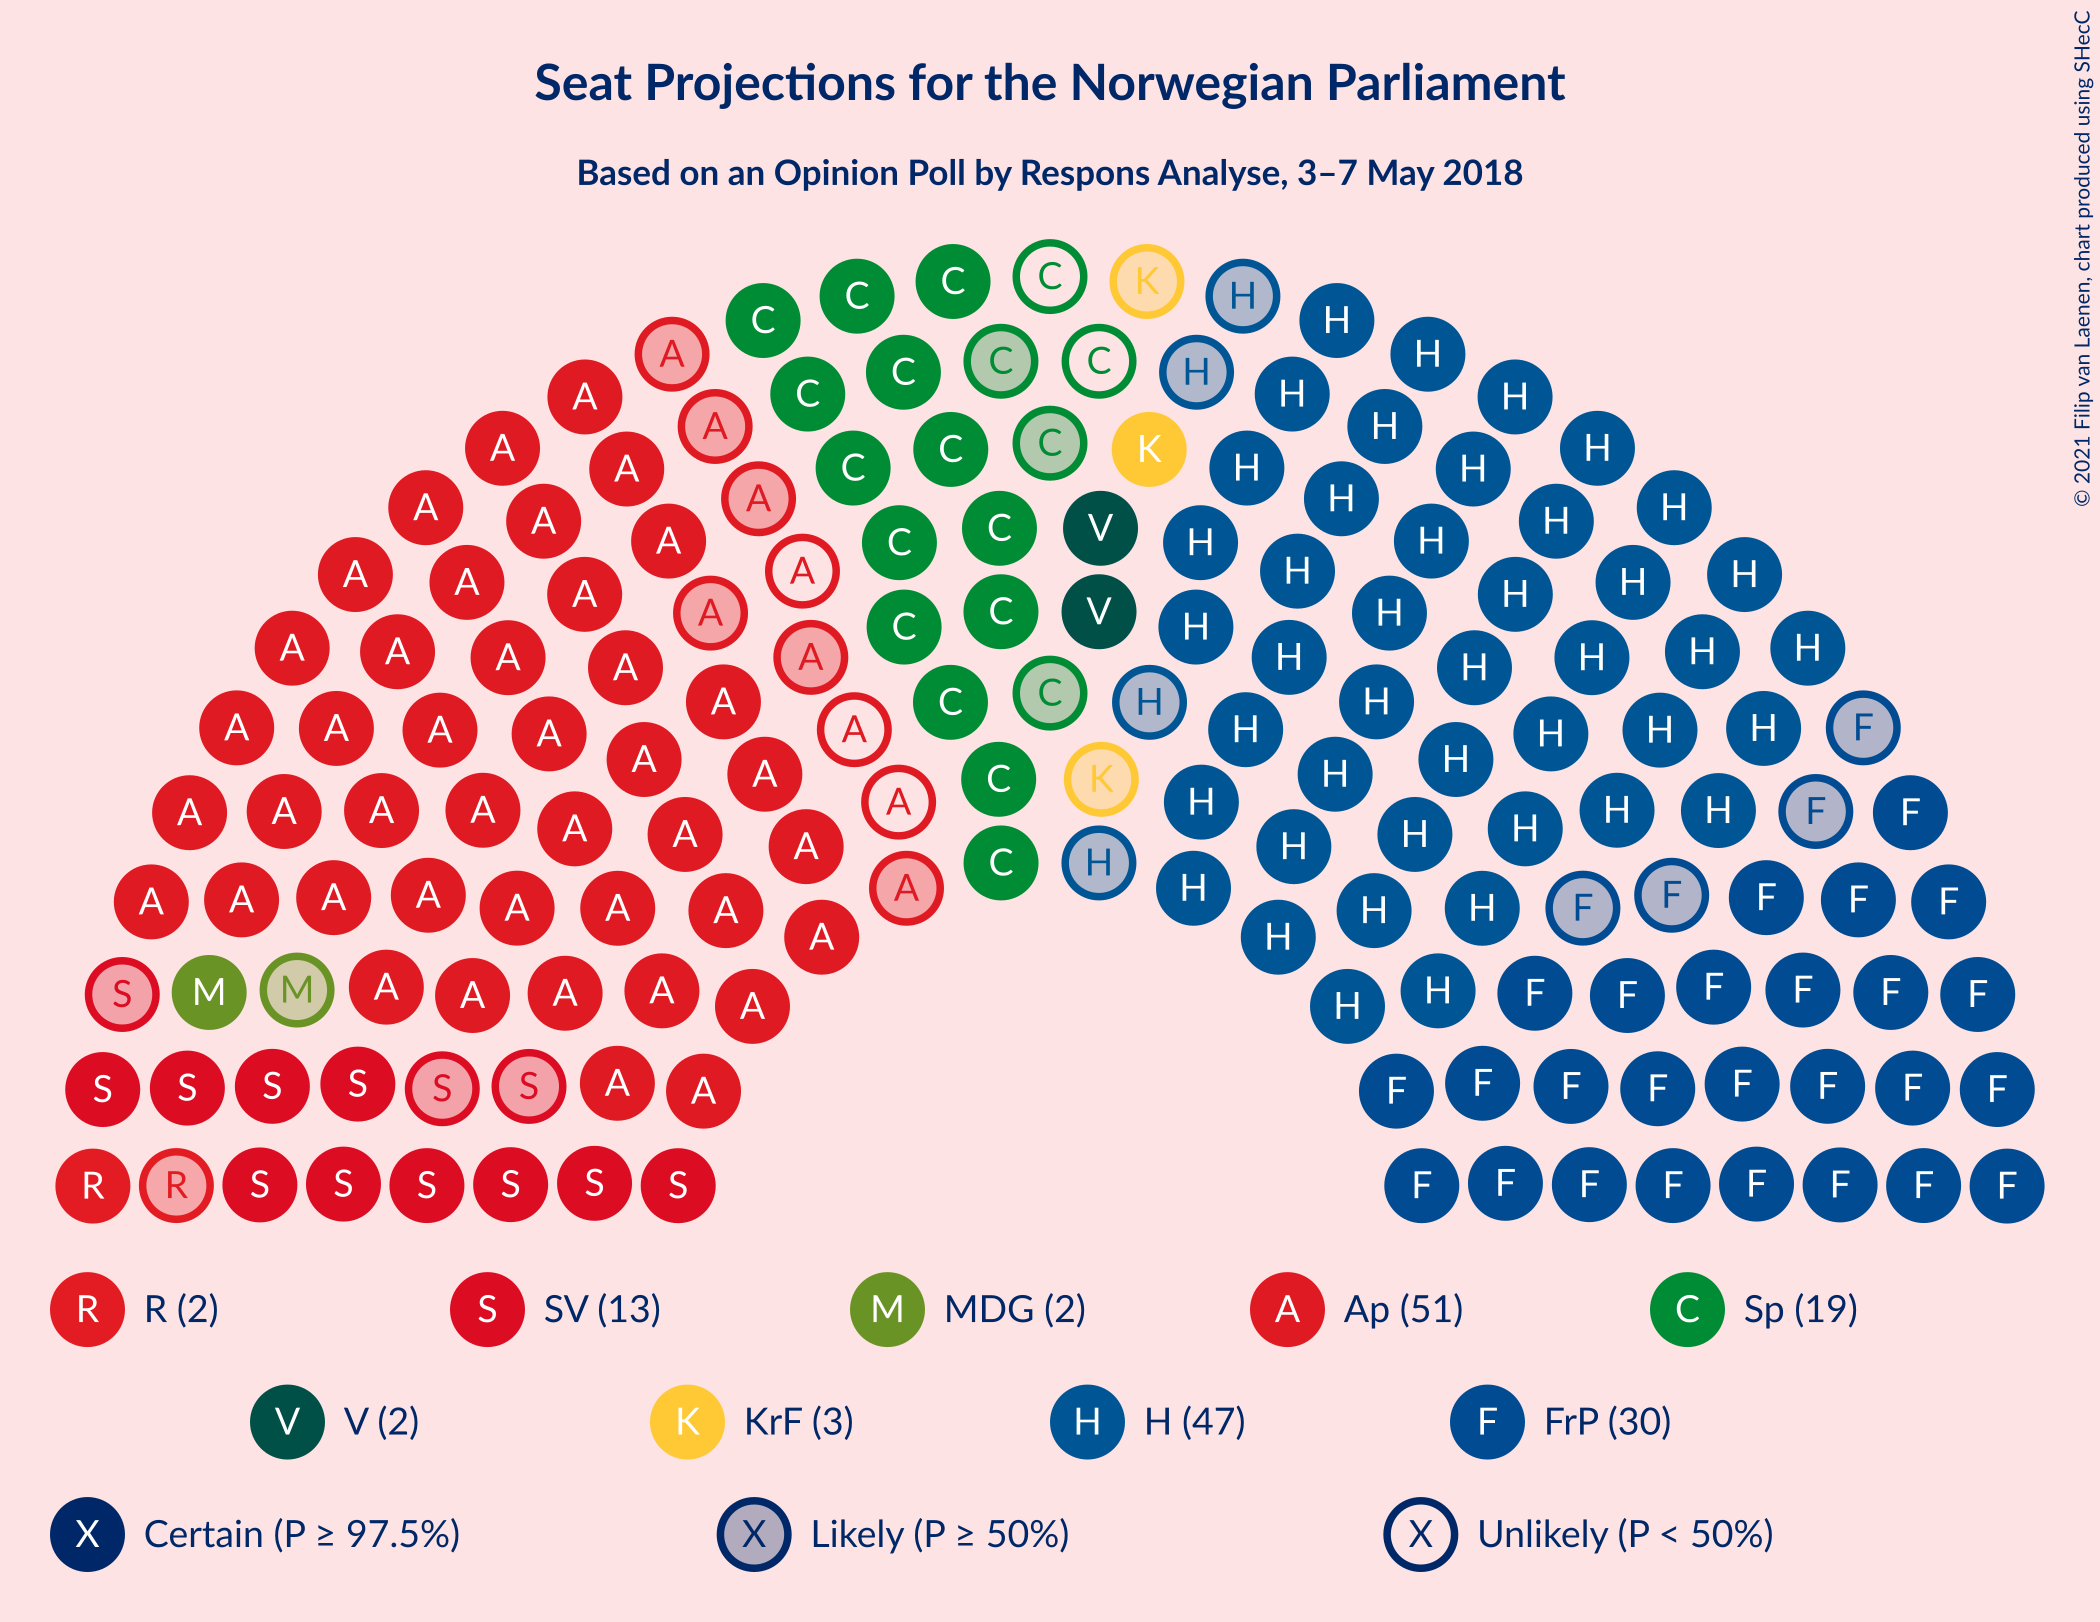 Seat Projections for the Norwegian Parliament
Based on an Opinion Poll by Respons Analyse, 3–7 May 2018
© 2021 Filip van Laenen, chart produced using SHecC
C C C C K H H
A C C C C H H H H
A A A C C C K H H H H
A A A A C C V H H H H H
A A A A A C C V H H H H H H
A A A A A A C C H H H H H H H
A A A A A A A A C K H H H H H H F
A A A A A A A A A C H H H H H H H F F
A A A A A A A A H H H F F F F F
S M M A A A A A H H F F F F F F
S S S S S S A A F F F F F F F F
R R S S S S S S F F F F F F F F
R R (2) S SV (13) M MDG (2) A Ap (51) C Sp (19)
V V (2) K KrF (3) H H (47) F FrP (30)
X Certain (P ≥ 97.5%) X Likely (P ≥ 50%) X Unlikely (P < 50%)